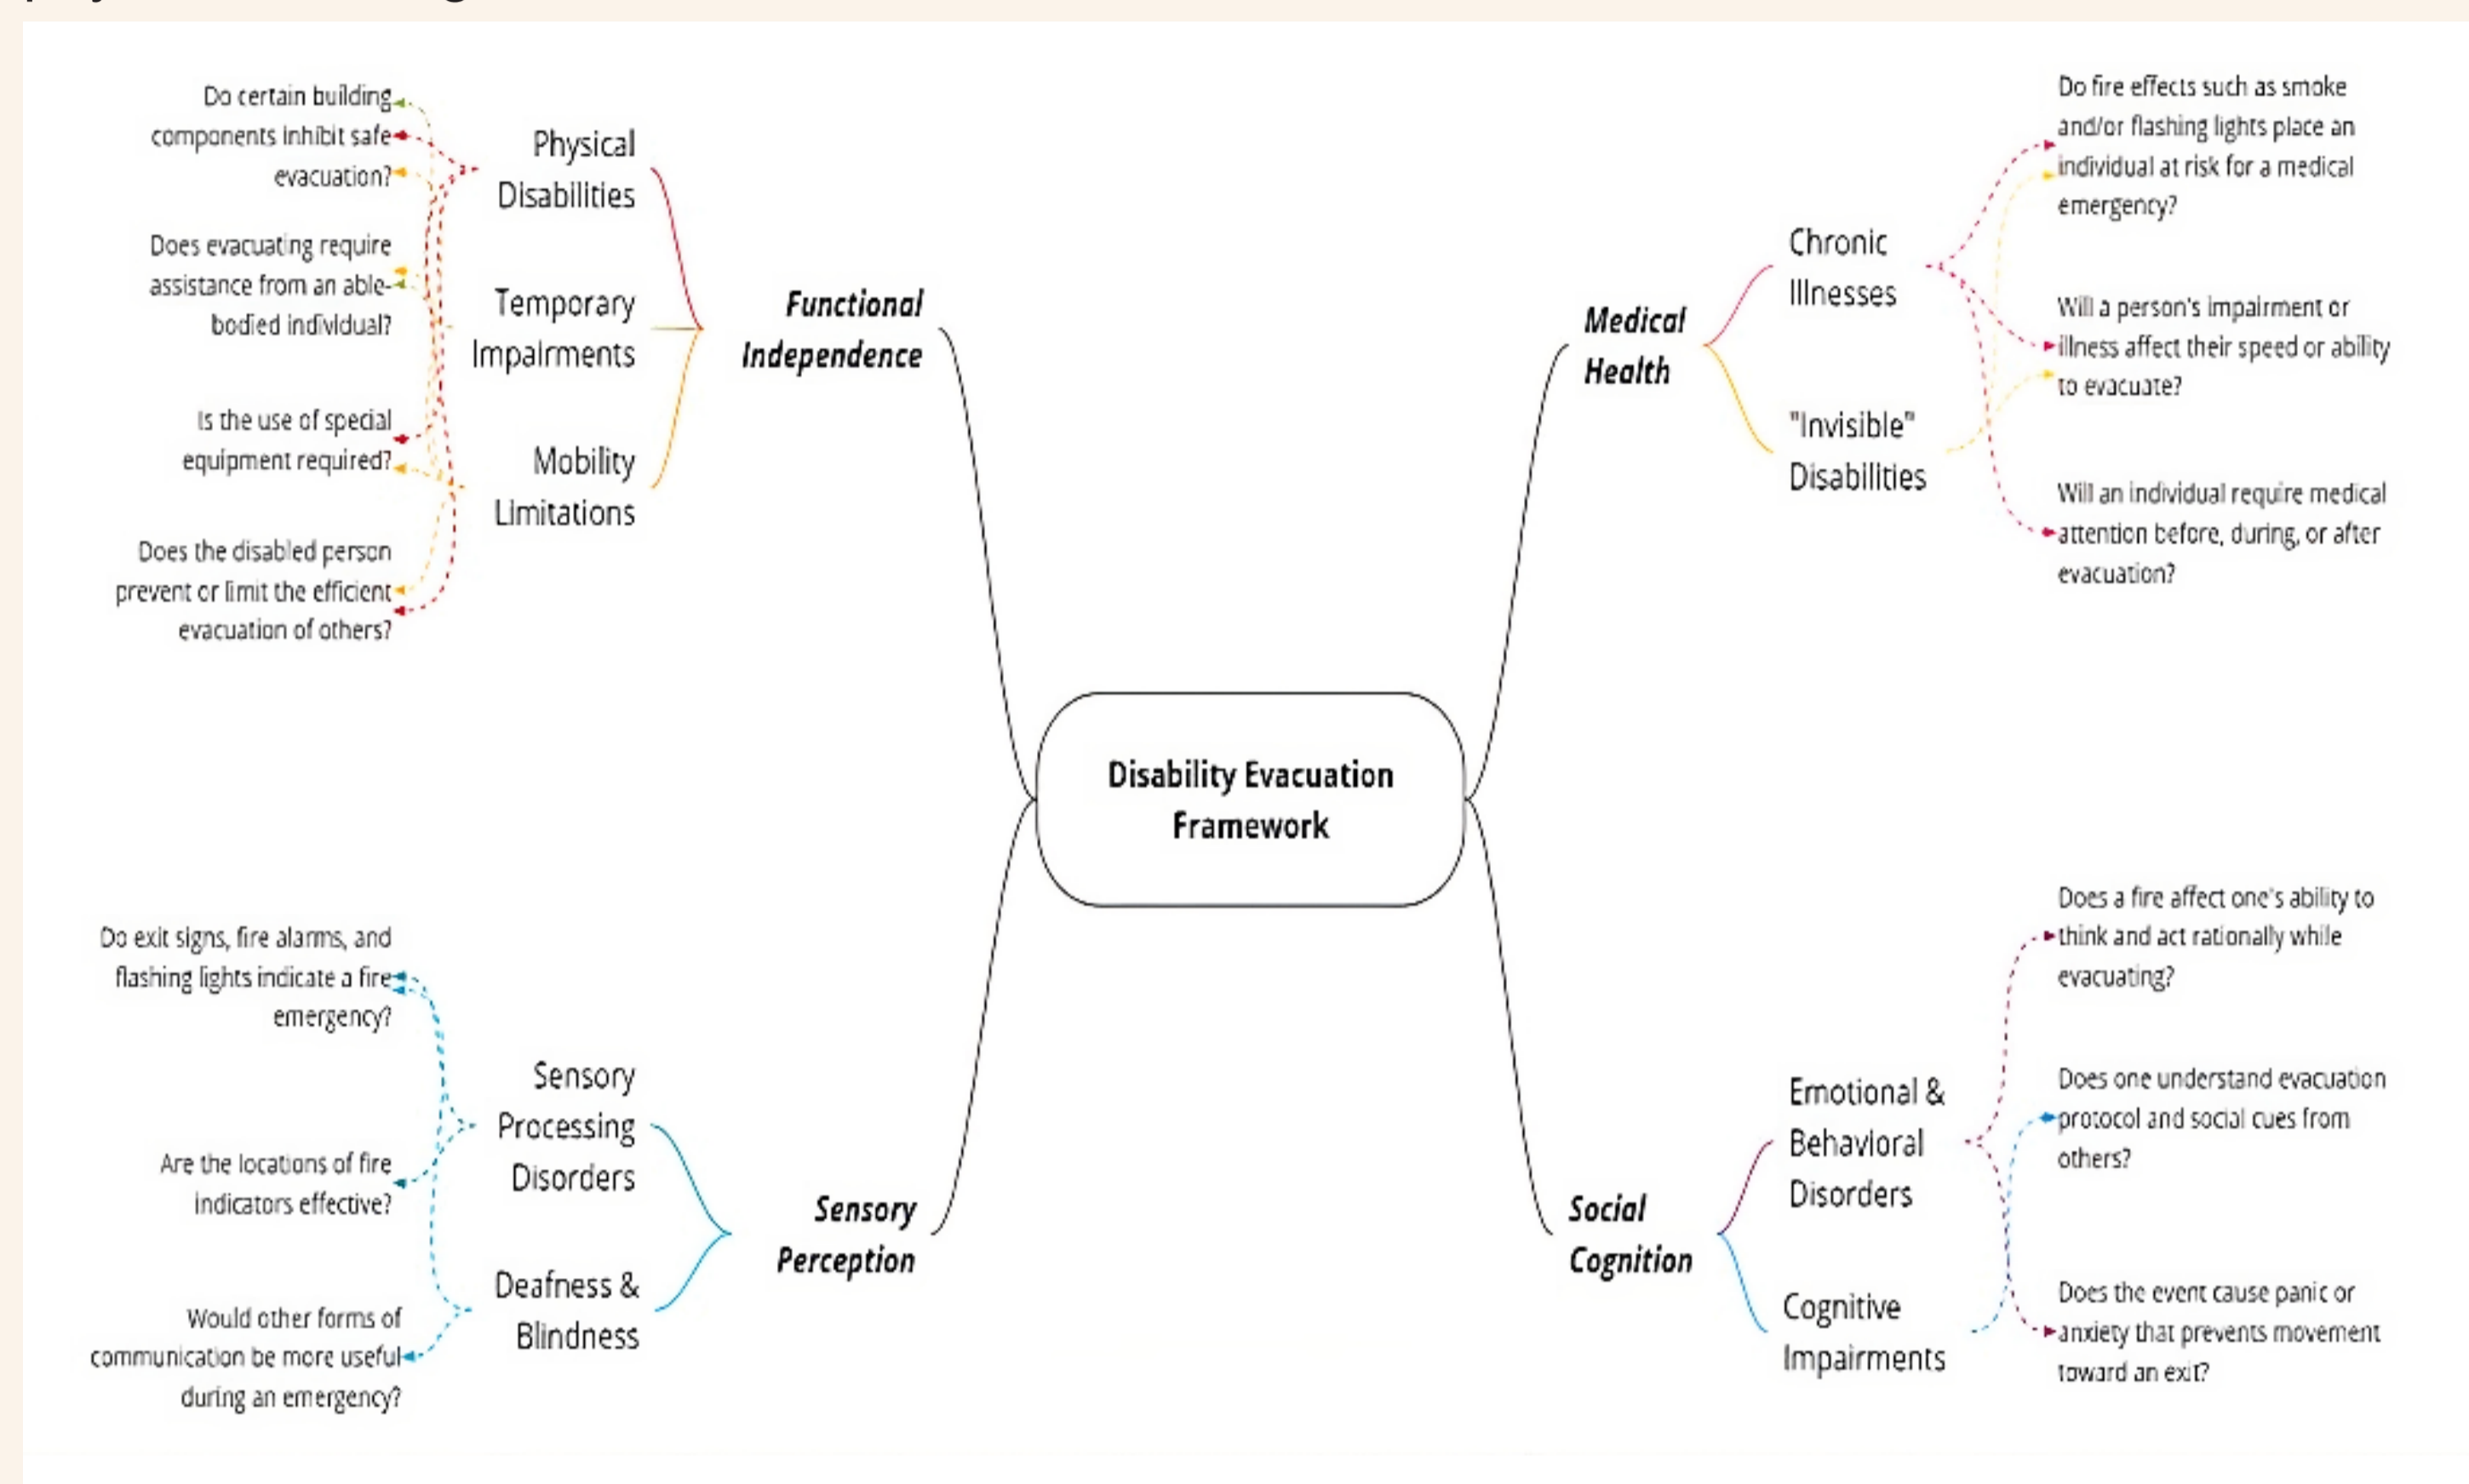 Do certain building
components inhibit safe
evacuation?
Does evacuating require
assistance from an able-
bodied individual?
Is the use of special
equipment required?
Does the disabled person
prevent or limit the efficient
evacuation of others?
Physical
Disabilities
Temporary
Impairments
Mobility
Limitations
Functional
Independence
Medical
Health
Chronic
Illnesses
"Invisible"
Disabilities
Do fire effects such as smoke
and/or flashing lights place an
individual at risk for a medical
emergency?
Will a person's impairment or
illness affect their speed or ability
to evacuate?
Will an individual require medical
attention before, during, or after
evacuation?
Disability Evacuation
Framework
Do exit signs, fire alarms, and
flashing lights indicate a fire
emergency?
Are the locations of fire
indicators effective?
Would other forms of
communication be more useful
during an emergency?
Sensory
Processing
Disorders
Deafness &
Blindness
Sensory
Perception
Social
Cognition
Emotional &
Behavioral
Disorders
Cognitive
Impairments
Does a fire affect one's ability to
think and act rationally while
evacuating?
Does one understand evacuation
protocol and social cues from
others?
Does the event cause panic or
anxiety that prevents movement
toward an exit?